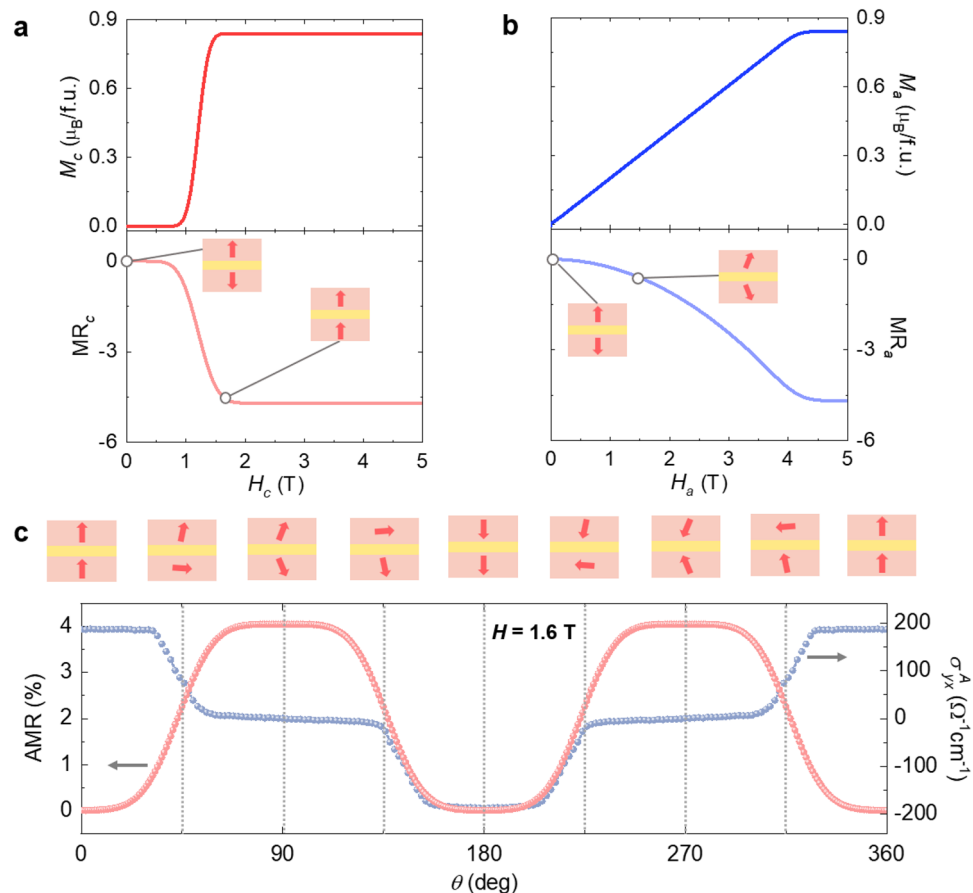 a
0.9
0.6
0.3
0.0
M_c (μ_B/f.u.)
0
-3
-6
MR_c
0 1 2 3 4 5
H_c (T)
b
0.9
0.6
0.3
0.0
M_a (μ_B/f.u.)
0
-3
-6
MR_a
0 1 2 3 4 5
H_a (T)
c
H = 1.6 T
4
3
2
1
0
AMR (%)
200
100
0
-100
-200
σ_yx^A (Ω^-1cm^-1)
0 90 180 270 360
θ (deg)